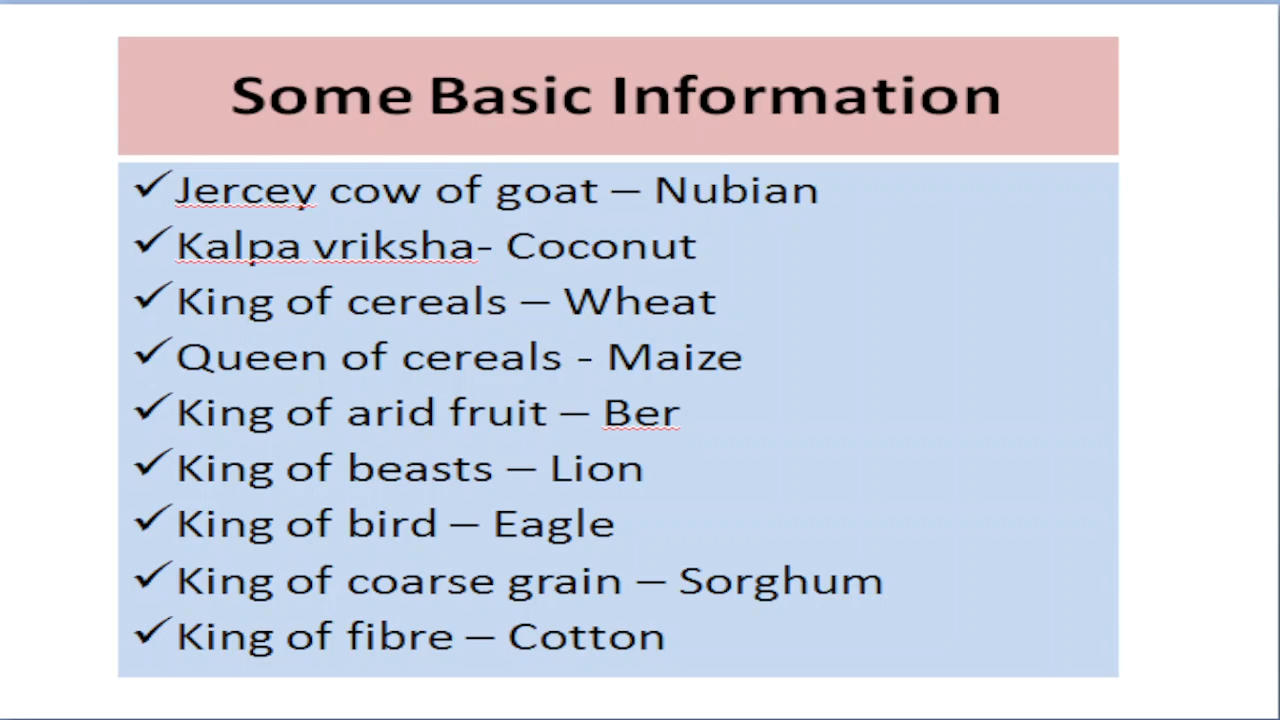 Some Basic Information
✓Jercey cow of goat – Nubian
✓Kalpa vriksha- Coconut
✓King of cereals – Wheat
✓Queen of cereals - Maize
✓King of arid fruit – Ber
✓King of beasts – Lion
✓King of bird – Eagle
✓King of coarse grain – Sorghum
✓King of fibre – Cotton